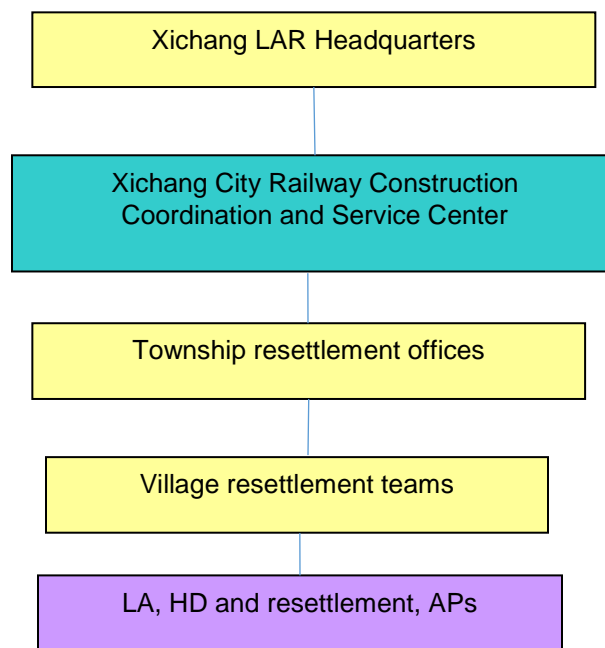 Xichang LAR Headquarters
Xichang City Railway Construction
Coordination and Service Center
Township resettlement offices
Village resettlement teams
LA, HD and resettlement, APs